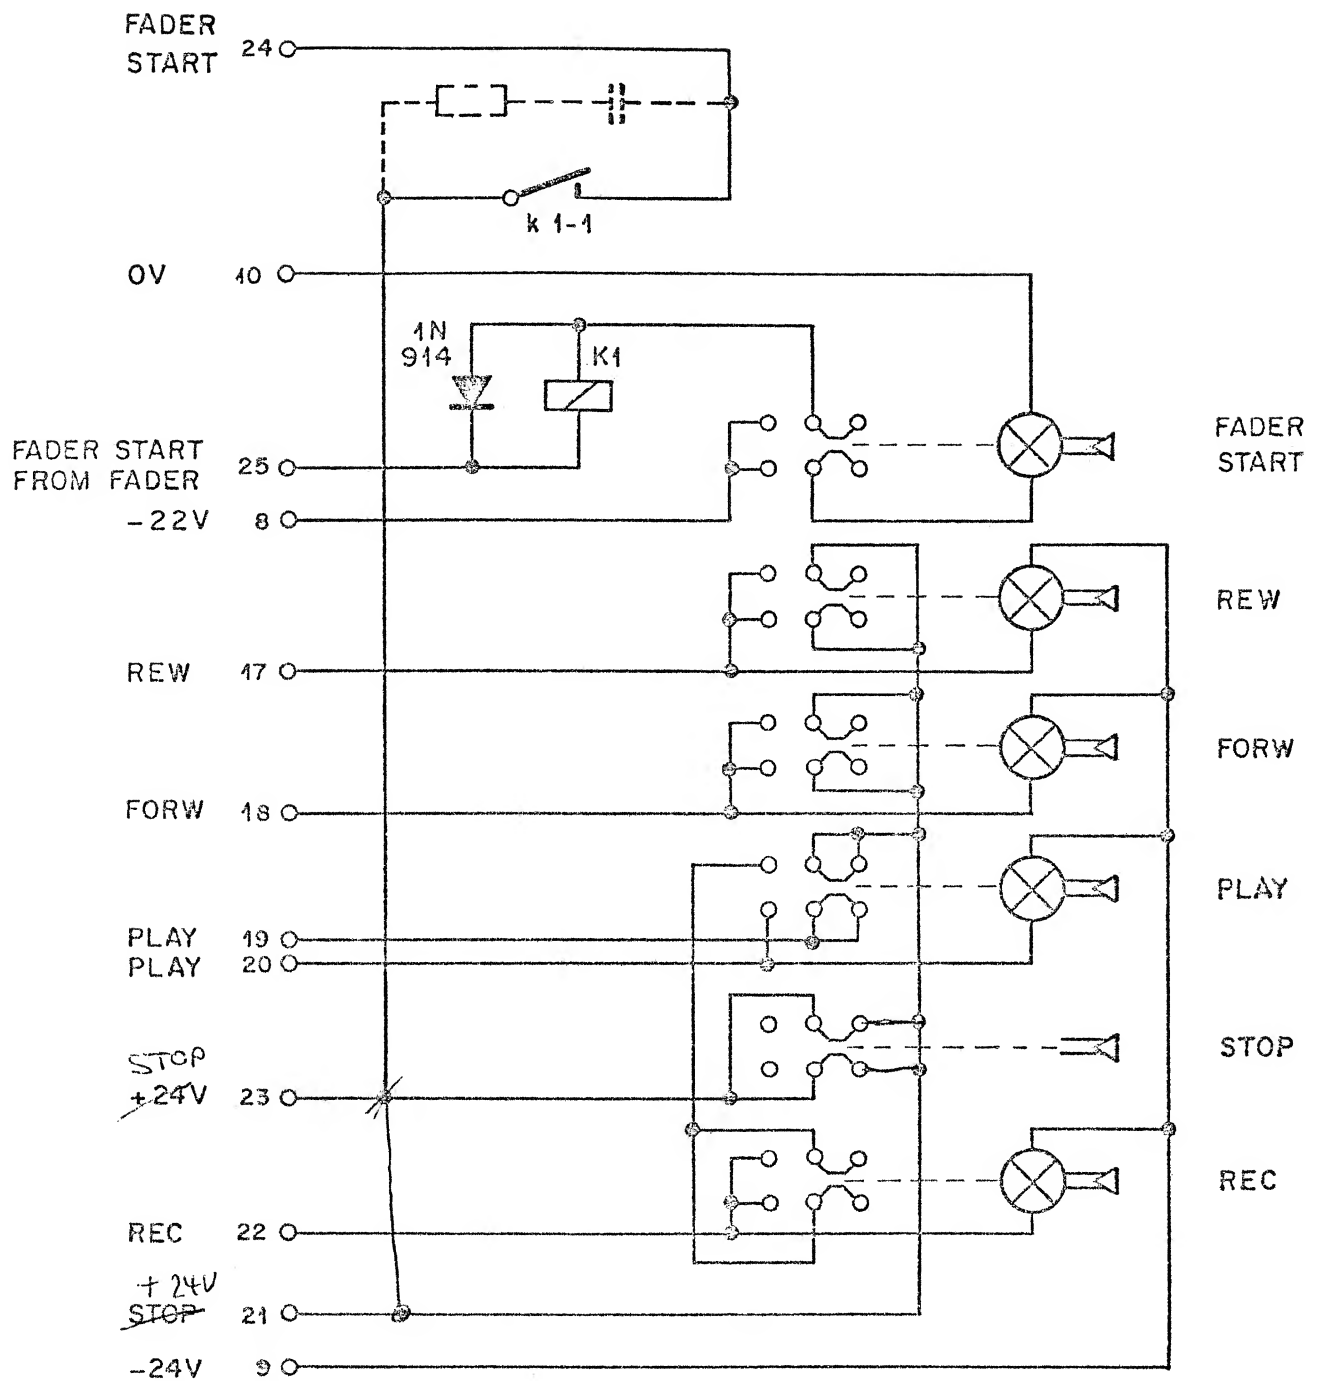 FADER
START 24
k 1-1
0V 10
1N
914 K1
FADER START
FROM FADER 25
-22V 8
FADER
START
REW
REW 17
FORW
FORW 18
PLAY
PLAY 19
PLAY 20
STOP
STOP
+24V 23
REC
REC 22
+24V
STOP 21
-24V 9